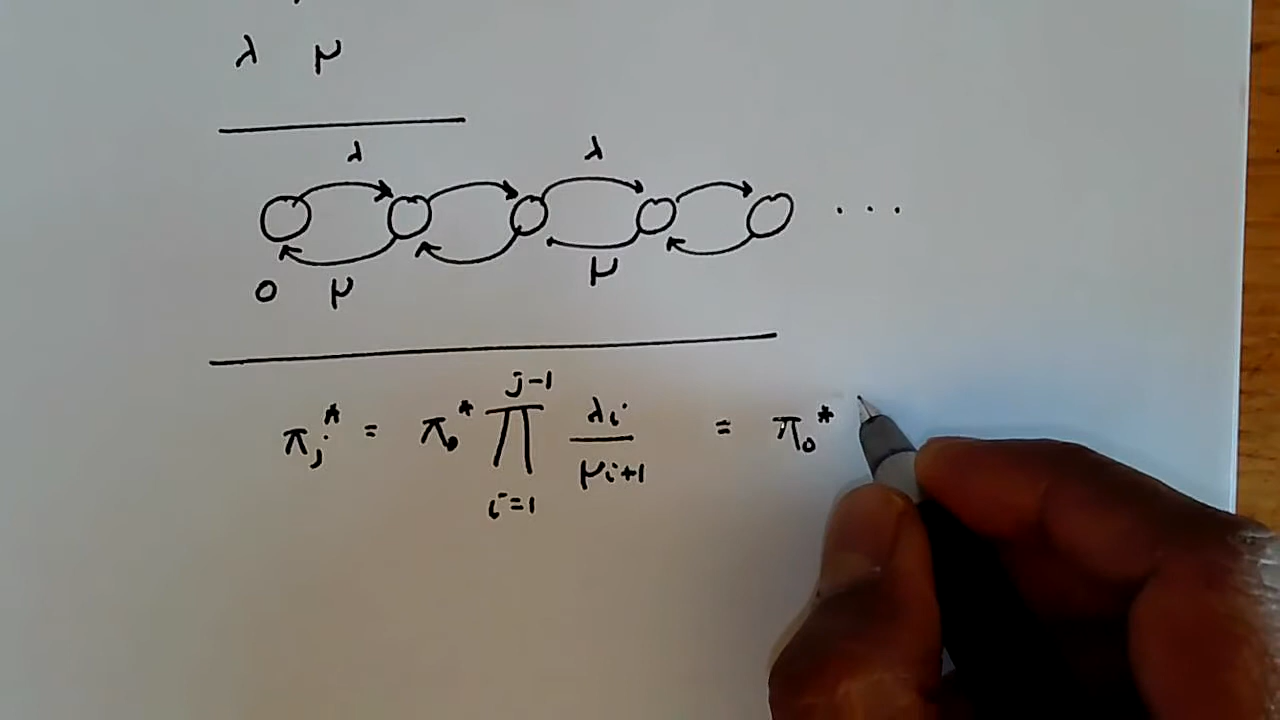 λ μ
λ λ
...
0 μ μ
π_j^* = π_0^* ∏_{i=1}^{j-1} λ_i / μ_{i+1} = π_0^*